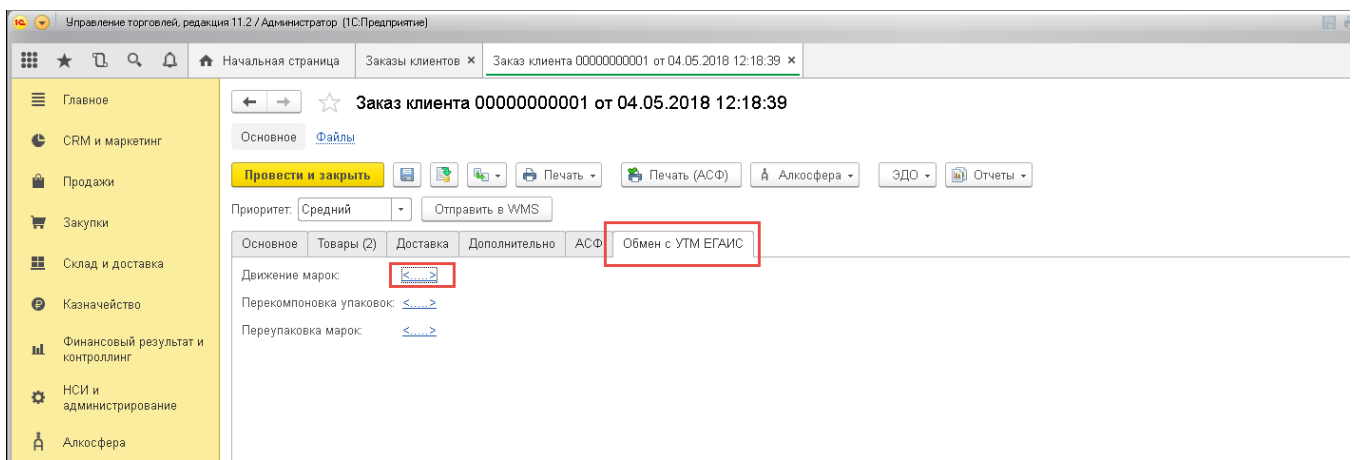 Управление торговлей, редакция 11.2 / Администратор (1С:Предприятие)
Начальная страница
Заказы клиентов ×
Заказ клиента 00000000001 от 04.05.2018 12:18:39 ×
Главное
CRM и маркетинг
Продажи
Закупки
Склад и доставка
Казначейство
Финансовый результат и
контроллинг
НСИ и
администрирование
Алкосфера
Заказ клиента 00000000001 от 04.05.2018 12:18:39
Основное Файлы
Провести и закрыть Печать Печать (АСФ) Алкосфера ЭДО Отчеты
Приоритет: Средний Отправить в WMS
Основное Товары (2) Доставка Дополнительно АСФ Обмен с УТМ ЕГАИС
Движение марок: <.....>
Перекомпоновка упаковок: <.....>
Переупаковка марок: <.....>